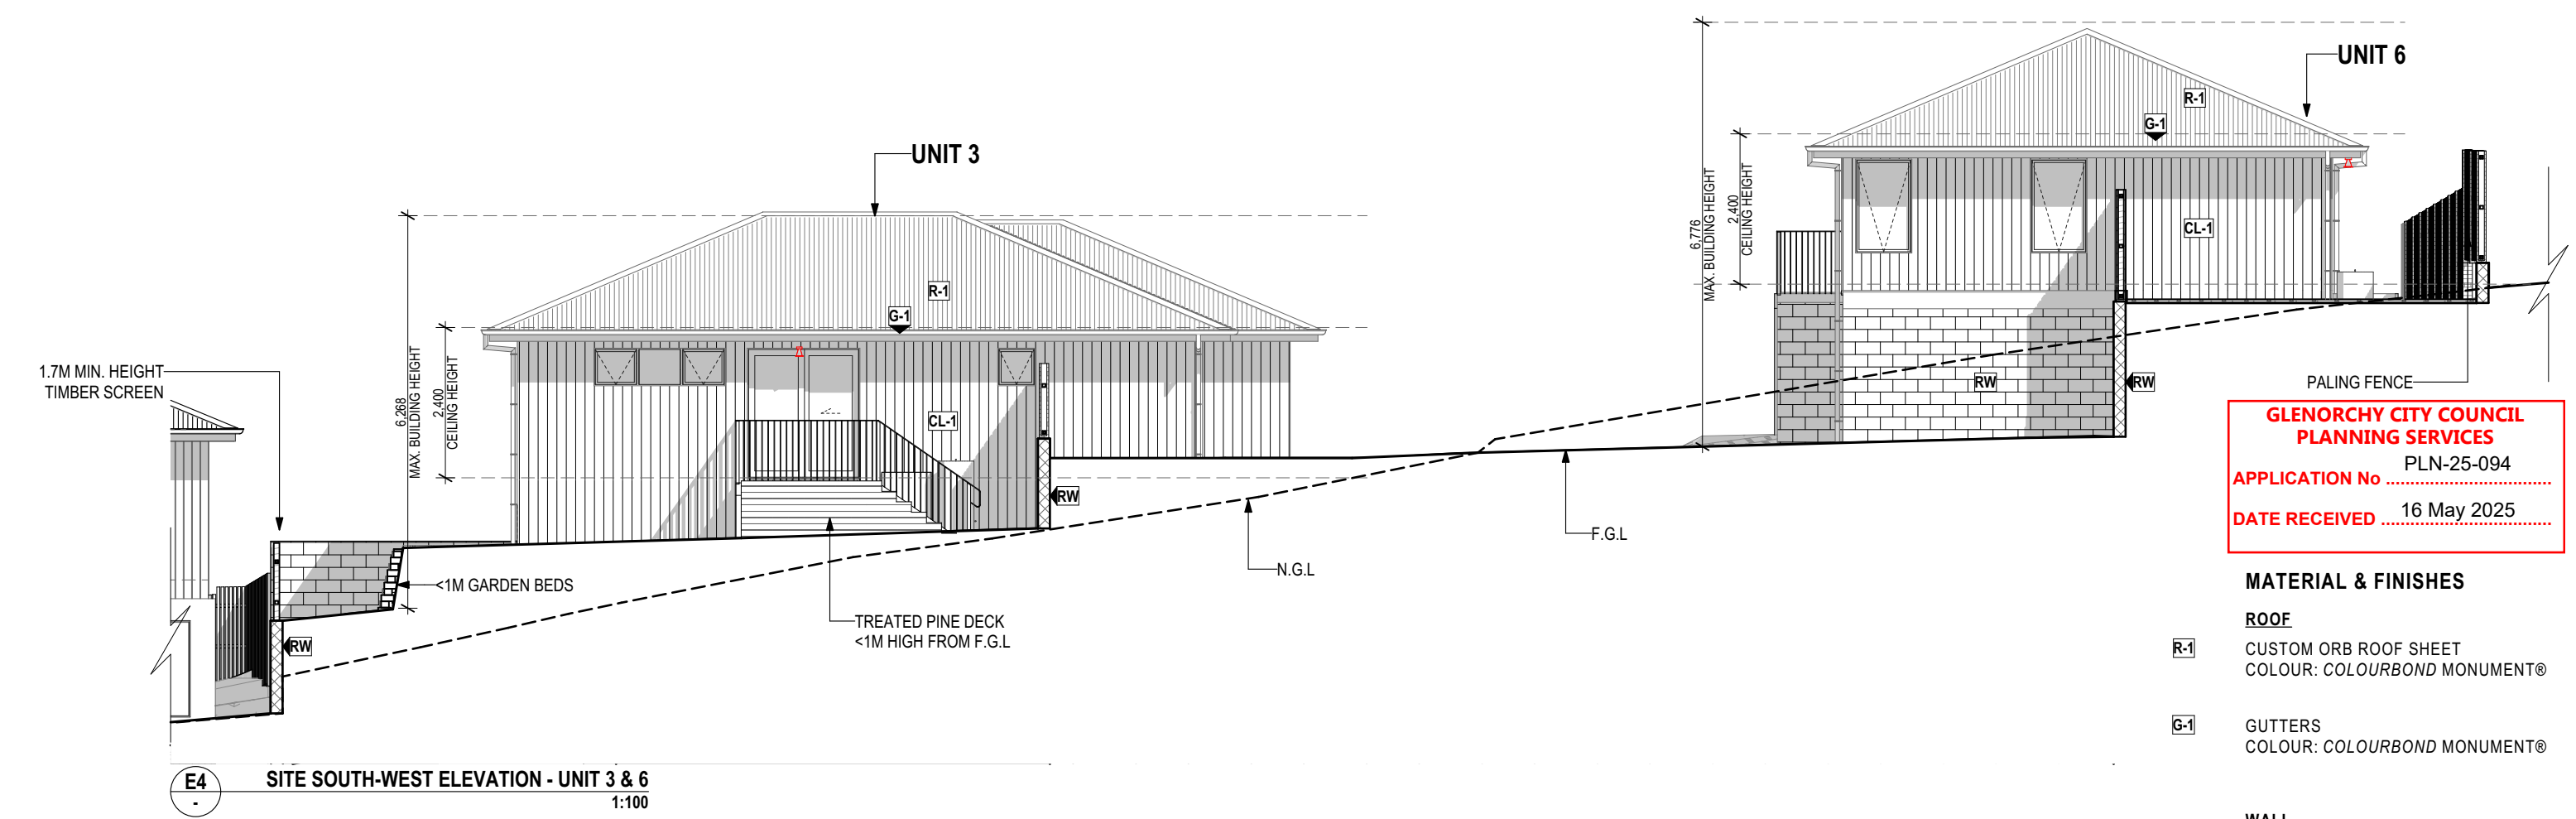 UNIT 6
R-1
G-1
6,776
MAX. BUILDING HEIGHT
2,400
CEILING HEIGHT
CL-1
RW
RW
PALING FENCE
UNIT 3
R-1
G-1
6,268
MAX. BUILDING HEIGHT
2,400
CEILING HEIGHT
CL-1
RW
1.7M MIN. HEIGHT
TIMBER SCREEN
<1M GARDEN BEDS
RW
TREATED PINE DECK
<1M HIGH FROM F.G.L
N.G.L
F.G.L
GLENORCHY CITY COUNCIL
PLANNING SERVICES
APPLICATION No PLN-25-094
DATE RECEIVED 16 May 2025
MATERIAL & FINISHES
ROOF
R-1 CUSTOM ORB ROOF SHEET
COLOUR: COLOURBOND MONUMENT®
G-1 GUTTERS
COLOUR: COLOURBOND MONUMENT®
E4 SITE SOUTH-WEST ELEVATION - UNIT 3 & 6
- 1:100